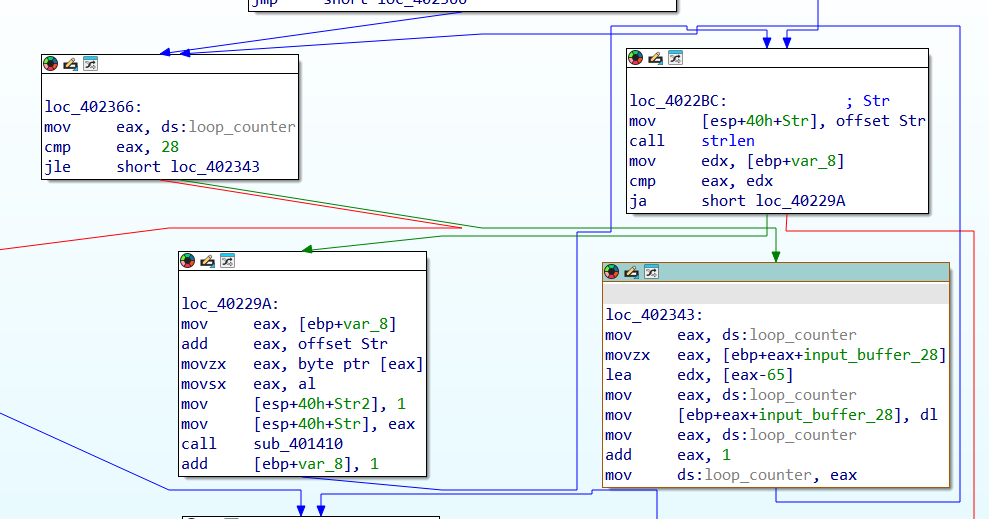 jmp     short loc_402366
loc_402366:
mov     eax, ds:loop_counter
cmp     eax, 28
jle     short loc_402343
loc_4022BC:             ; Str
mov     [esp+40h+Str], offset Str
call    strlen
mov     edx, [ebp+var_8]
cmp     eax, edx
ja      short loc_40229A
loc_40229A:
mov     eax, [ebp+var_8]
add     eax, offset Str
movzx   eax, byte ptr [eax]
movsx   eax, al
mov     [esp+40h+Str2], 1
mov     [esp+40h+Str], eax
call    sub_401410
add     [ebp+var_8], 1
loc_402343:
mov     eax, ds:loop_counter
movzx   eax, [ebp+eax+input_buffer_28]
lea     edx, [eax-65]
mov     eax, ds:loop_counter
mov     [ebp+eax+input_buffer_28], dl
mov     eax, ds:loop_counter
add     eax, 1
mov     ds:loop_counter, eax